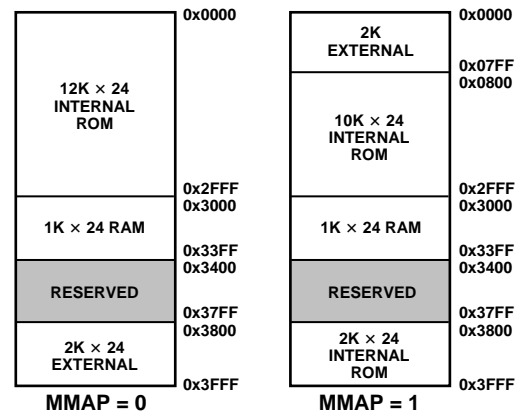 0x0000
12K × 24
INTERNAL
ROM
0x2FFF
0x3000
1K × 24 RAM
0x33FF
0x3400
RESERVED
0x37FF
0x3800
2K × 24
EXTERNAL
0x3FFF
MMAP = 0
0x0000
2K
EXTERNAL
0x07FF
0x0800
10K × 24
INTERNAL
ROM
0x2FFF
0x3000
1K × 24 RAM
0x33FF
0x3400
RESERVED
0x37FF
0x3800
2K × 24
INTERNAL
ROM
0x3FFF
MMAP = 1